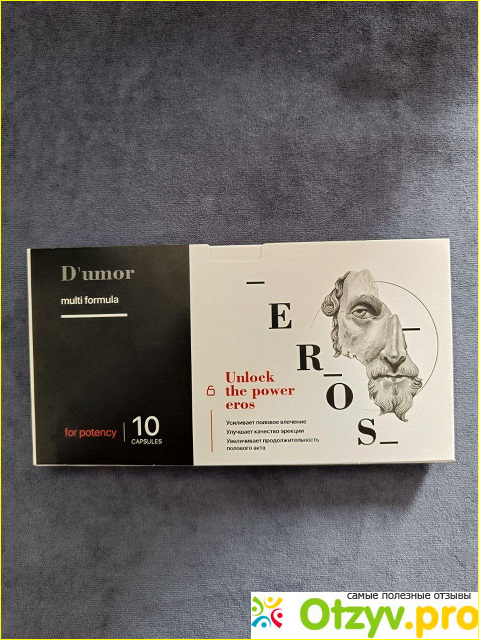 D'umor
multi formula
for potency
10
CAPSULES
E
R
O
S
Unlock
the power
eros
Усиливает половое влечение
Улучшает качество эрекции
Увеличивает продолжительность
полового акта
самые полезные отзывы
Otzyv.pro